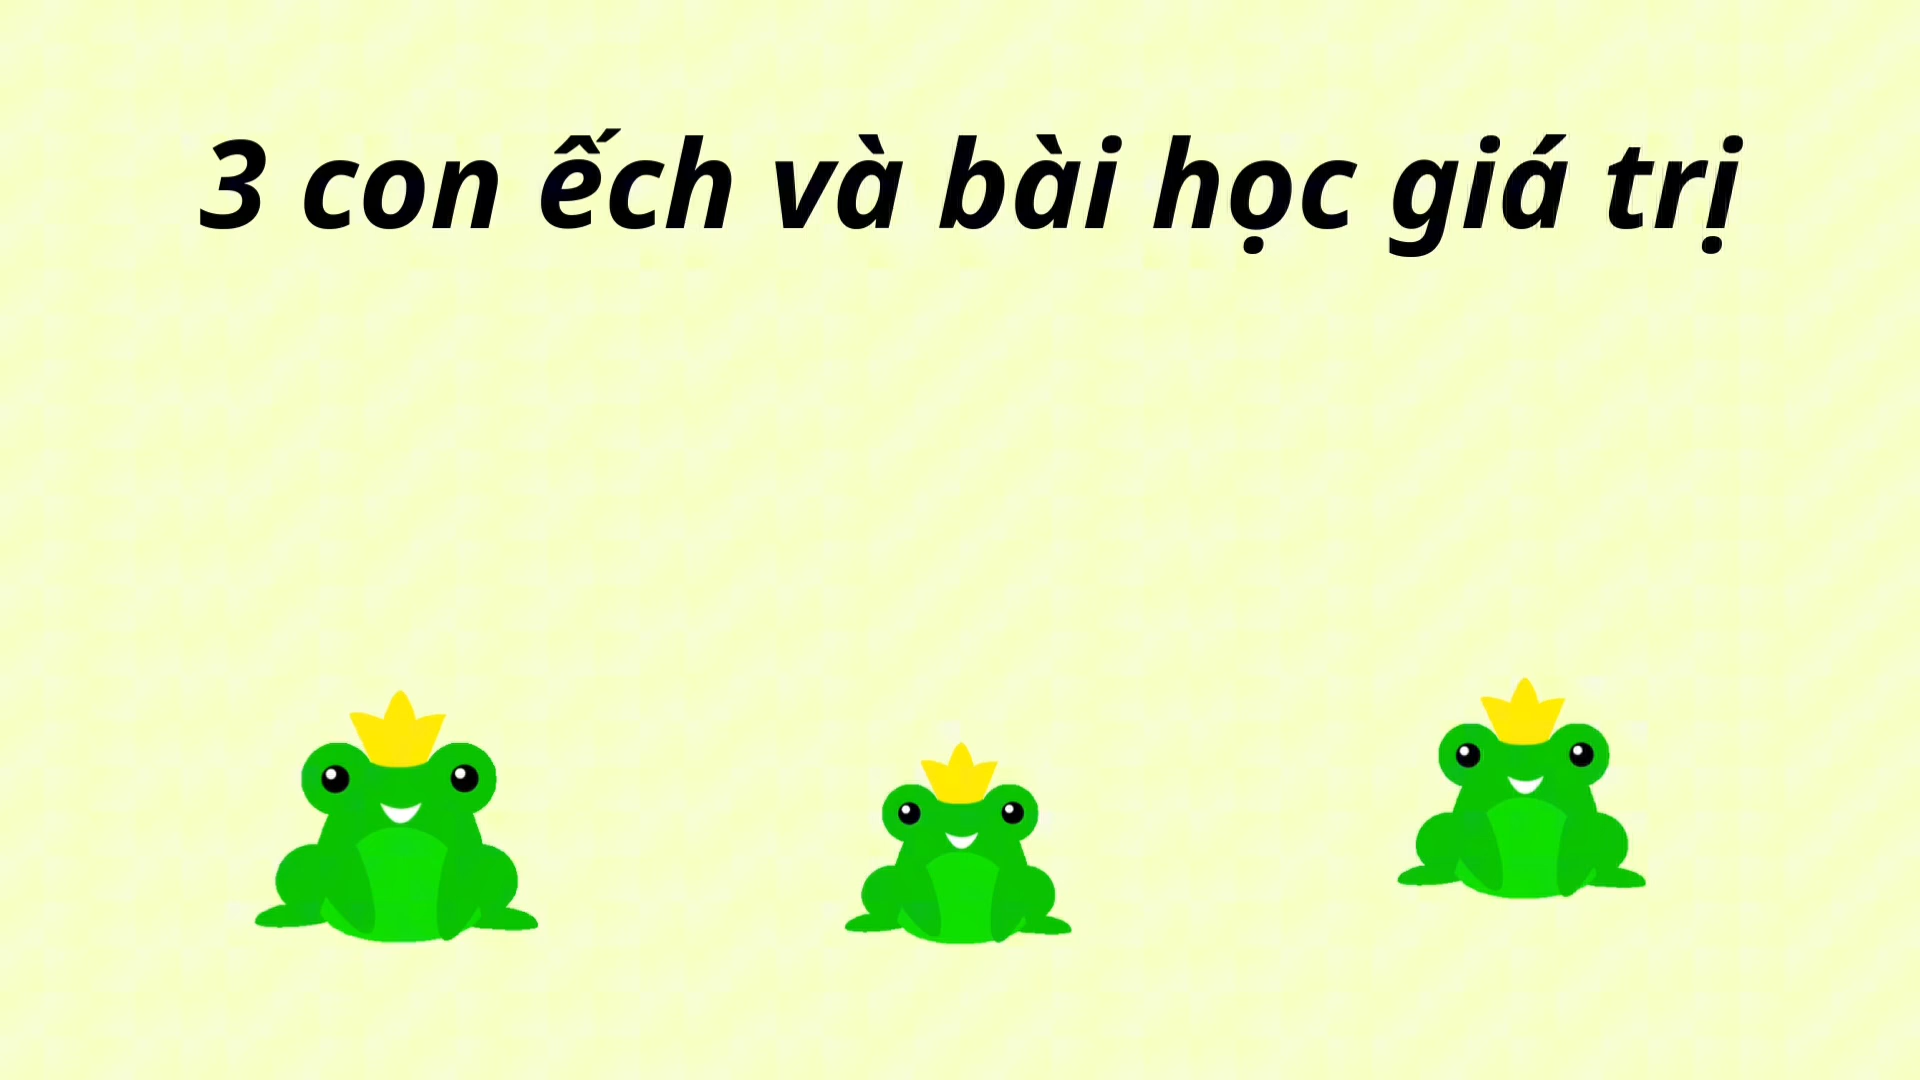 3 con ếch và bài học giá trị